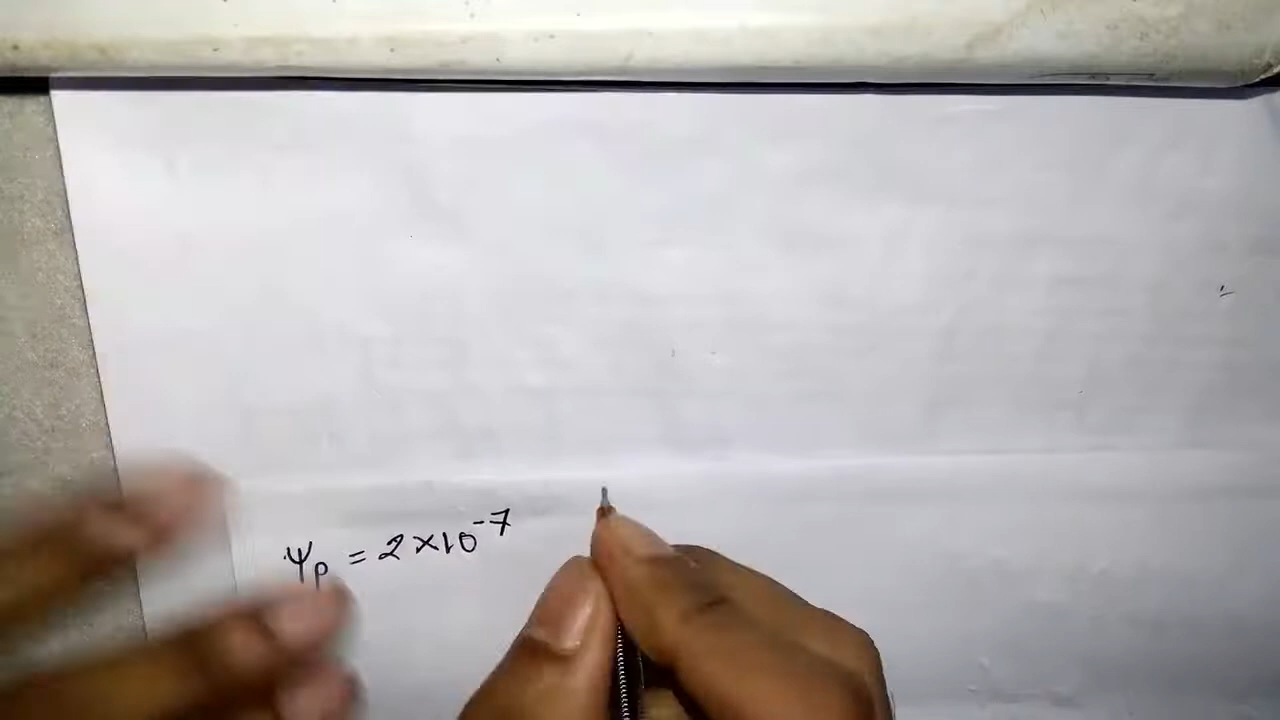 ψₚ = 2 × 10⁻⁷